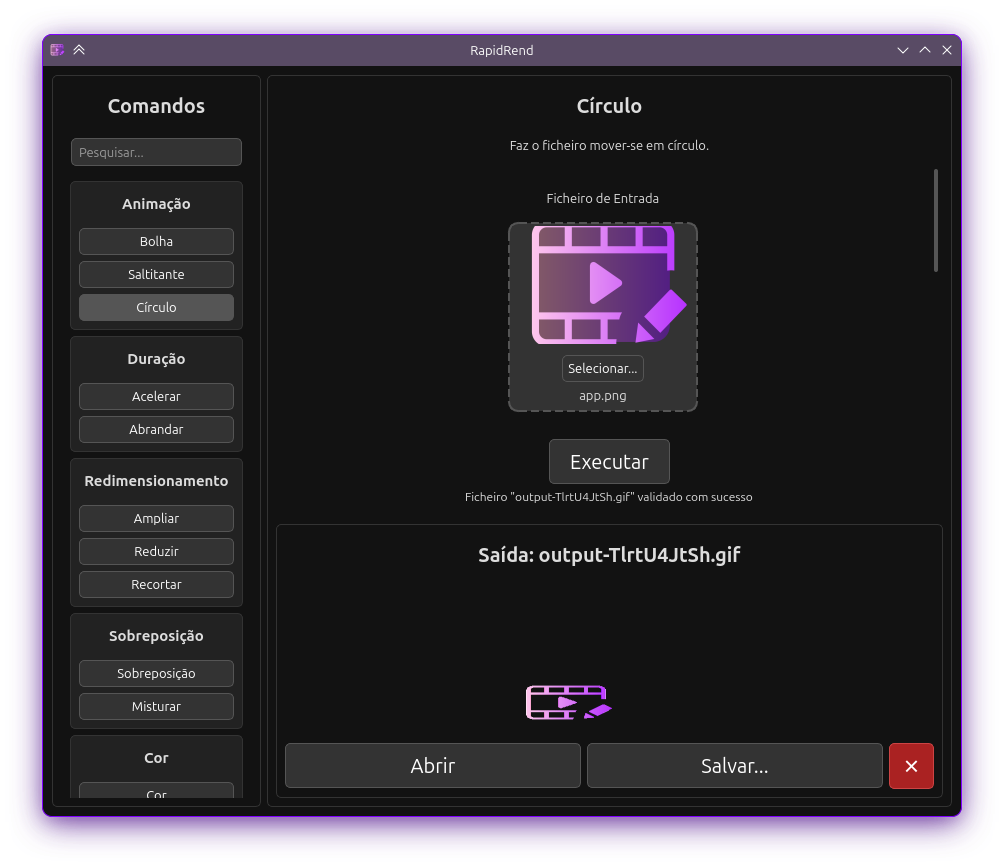 RapidRend
Comandos
Pesquisar...
Animação
Bolha
Saltitante
Círculo
Duração
Acelerar
Abrandar
Redimensionamento
Ampliar
Reduzir
Recortar
Sobreposição
Sobreposição
Misturar
Cor
Cor
Círculo
Faz o ficheiro mover-se em círculo.
Ficheiro de Entrada
Selecionar...
app.png
Executar
Ficheiro "output-TlrtU4JtSh.gif" validado com sucesso
Saída: output-TlrtU4JtSh.gif
Abrir
Salvar...